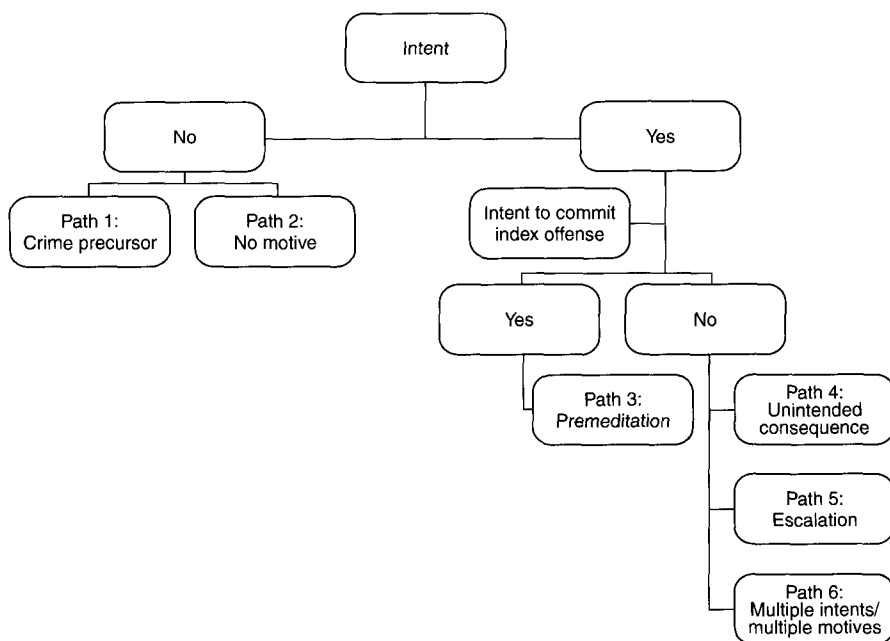 Intent
No
Yes
Path 1:
Crime precursor
Path 2:
No motive
Intent to commit
index offense
Yes
No
Path 3:
Premeditation
Path 4:
Unintended
consequence
Path 5:
Escalation
Path 6:
Multiple intents/
multiple motives